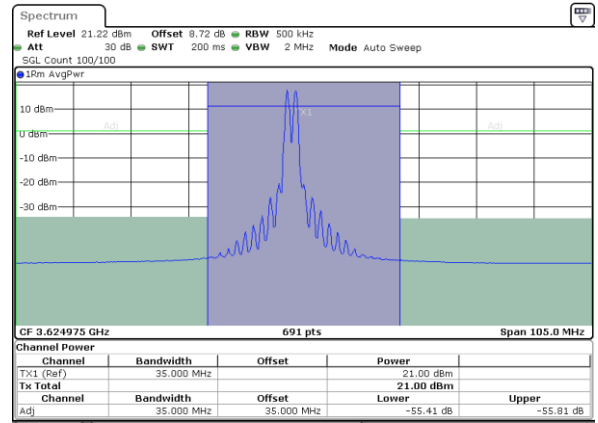 Spectrum
Ref Level 21.22 dBm Offset 8.72 dB RBW 500 kHz
Att 30 dB SWT 200 ms VBW 2 MHz Mode Auto Sweep
SGL Count 100/100
1Rm AvgPwr
10 dBm
Adj
TX1
Adj
0 dBm
-10 dBm
-20 dBm
-30 dBm
CF 3.624975 GHz 691 pts Span 105.0 MHz
Channel Power
Channel Bandwidth Offset Power
TX1 (Ref) 35.000 MHz 21.00 dBm
Tx Total 21.00 dBm
Channel Bandwidth Offset Lower Upper
Adj 35.000 MHz 35.000 MHz -55.41 dB -55.81 dB